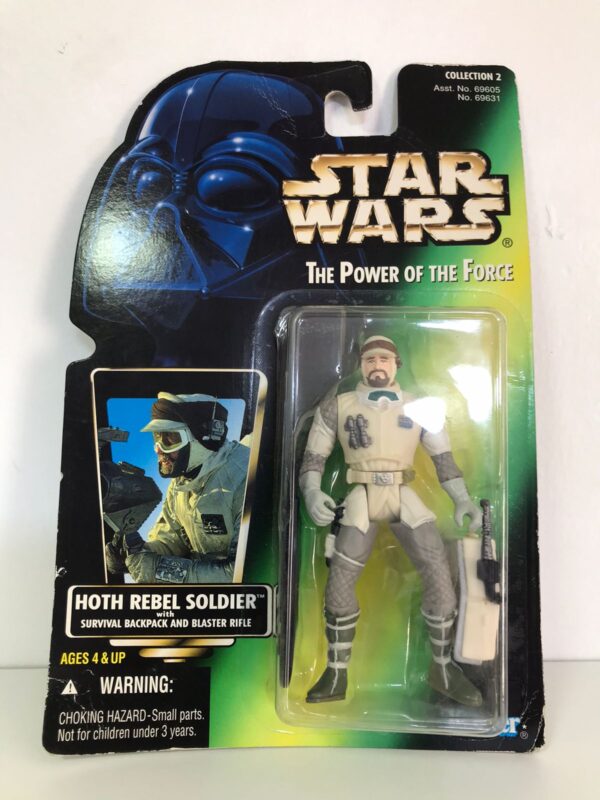 COLLECTION 2
Asst. No. 69605
No. 69631
STAR
WARS®
THE POWER OF THE FORCE
HOTH REBEL SOLDIER™
with
SURVIVAL BACKPACK AND BLASTER RIFLE
AGES 4 & UP
WARNING:
CHOKING HAZARD-Small parts.
Not for children under 3 years.